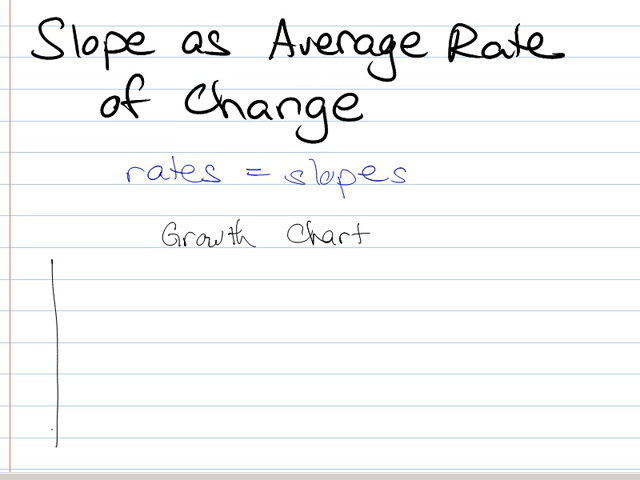 Slope as Average Rate
of Change
rates = slopes
Growth Chart